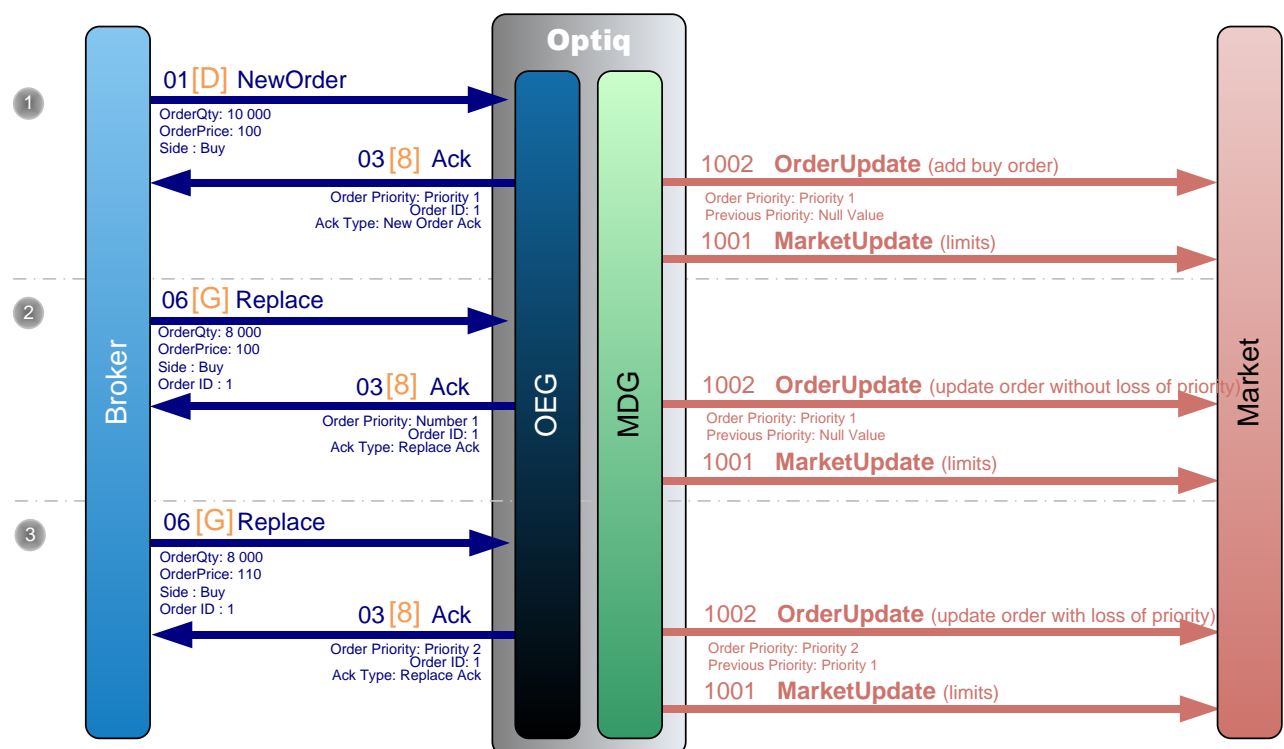 Optiq
1
01 [D] NewOrder
OrderQty: 10 000
OrderPrice: 100
Side : Buy
03 [8] Ack
Order Priority: Priority 1
Order ID: 1
Ack Type: New Order Ack
1002 OrderUpdate (add buy order)
Order Priority: Priority 1
Previous Priority: Null Value
1001 MarketUpdate (limits)
2
06 [G] Replace
OrderQty: 8 000
OrderPrice: 100
Side : Buy
Order ID : 1
03 [8] Ack
Order Priority: Number 1
Order ID: 1
Ack Type: Replace Ack
1002 OrderUpdate (update order without loss of priority)
Order Priority: Priority 1
Previous Priority: Null Value
1001 MarketUpdate (limits)
Broker
OEG
MDG
Market
3
06 [G] Replace
OrderQty: 8 000
OrderPrice: 110
Side : Buy
Order ID : 1
03 [8] Ack
Order Priority: Priority 2
Order ID: 1
Ack Type: Replace Ack
1002 OrderUpdate (update order with loss of priority)
Order Priority: Priority 2
Previous Priority: Priority 1
1001 MarketUpdate (limits)